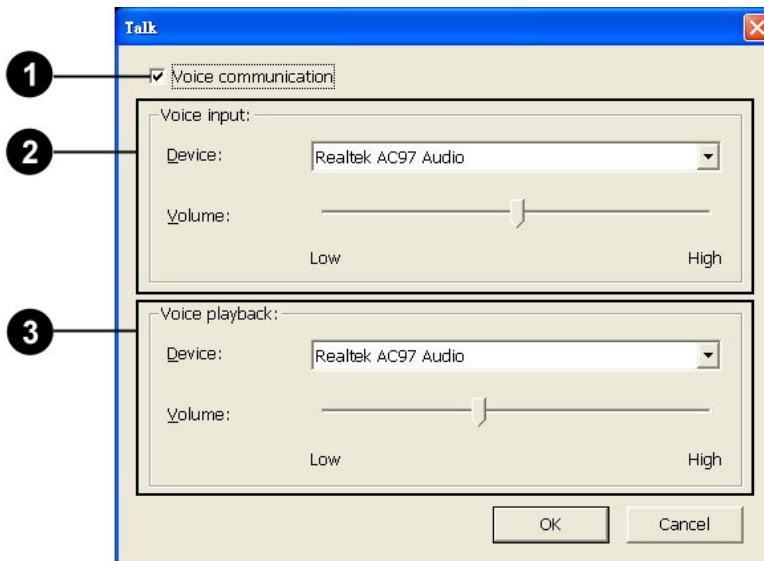 Talk
1
Voice communication
2
Voice input:
Device: Realtek AC97 Audio
Volume:
Low High
3
Voice playback:
Device: Realtek AC97 Audio
Volume:
Low High
OK Cancel